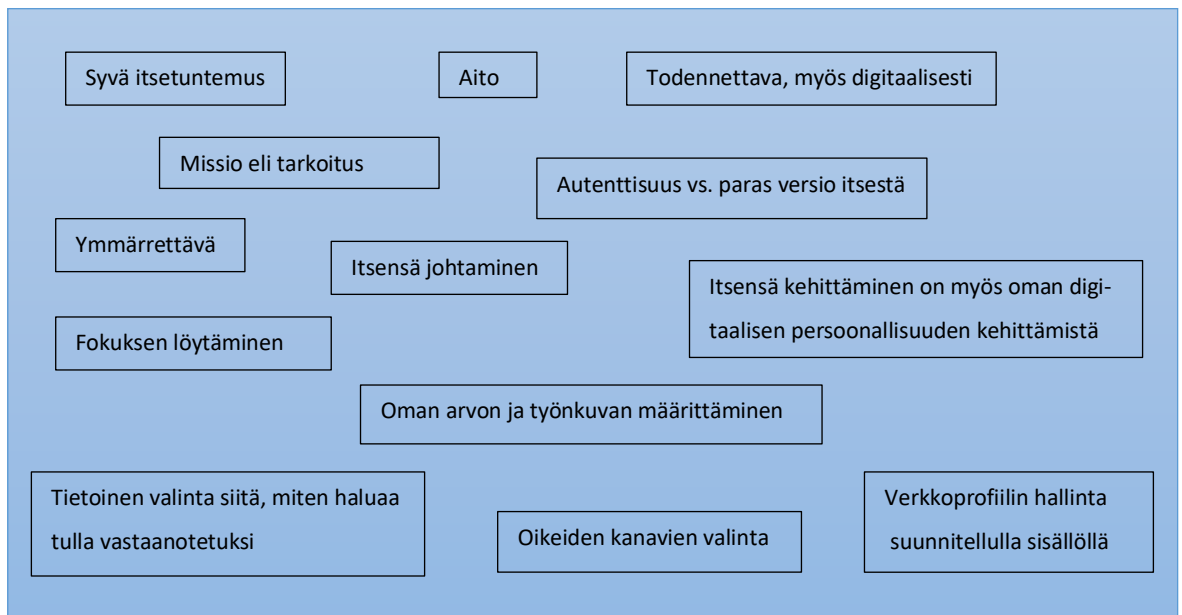 Syvä itsetuntemus
Aito
Todennettava, myös digitaalisesti
Missio eli tarkoitus
Autenttisuus vs. paras versio itsestä
Ymmärrettävä
Itsensä johtaminen
Itsensä kehittäminen on myös oman digi-
taalisen persoonallisuuden kehittämistä
Fokuksen löytäminen
Oman arvon ja työnkuvan määrittäminen
Tietoinen valinta siitä, miten haluaa
tulla vastaanotetuksi
Oikeiden kanavien valinta
Verkkoprofiilin hallinta
suunnitellulla sisällöllä